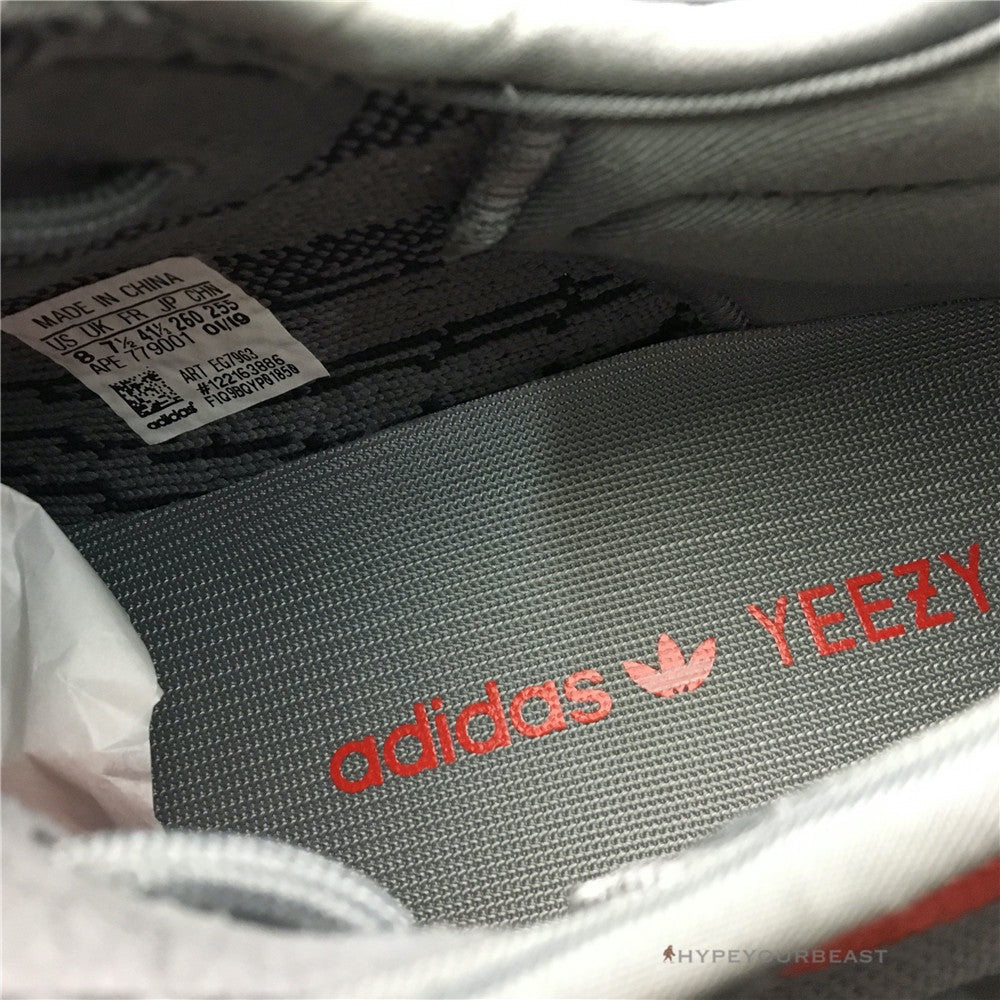 MADE IN CHINA
US UK FR JP CHN
8 7½ 41⅓ 260 255
APE 779001 01/19
ART EG7963
#122163886
F1Q9BQYP01850
adidas
adidas YEEZY
HYPEYOURBEAST